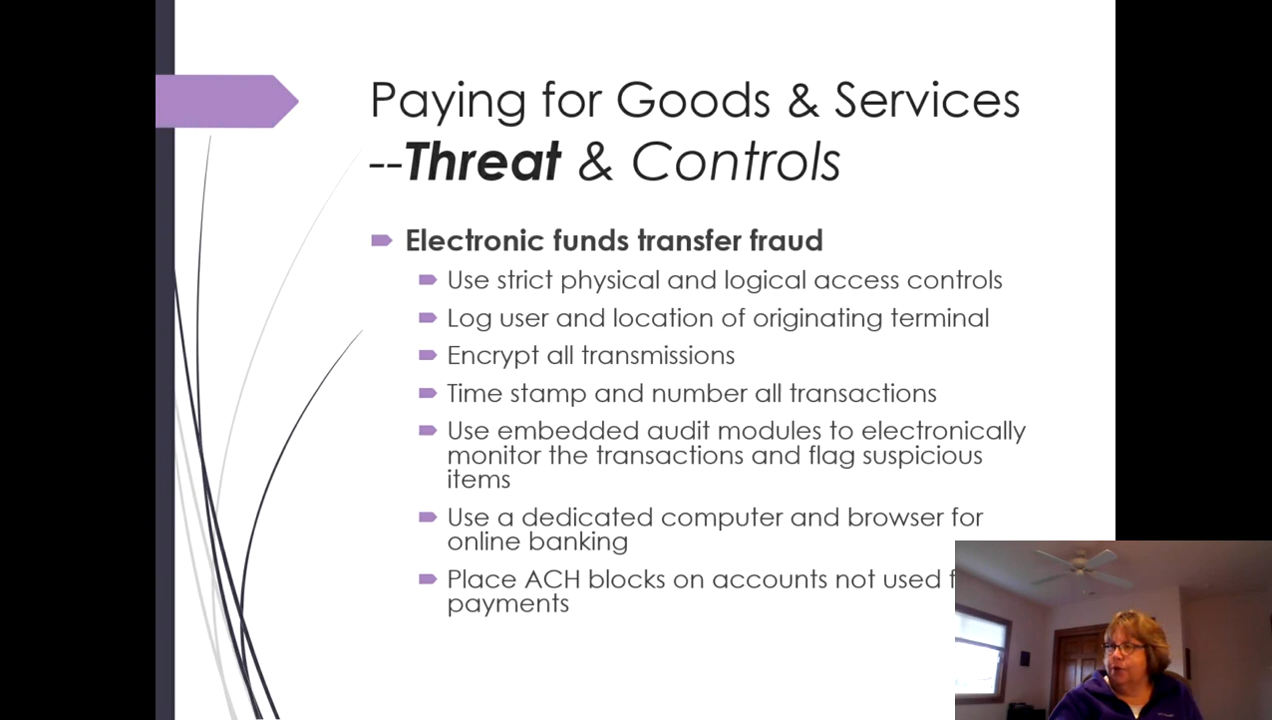 Paying for Goods & Services
--Threat & Controls
Electronic funds transfer fraud
Use strict physical and logical access controls
Log user and location of originating terminal
Encrypt all transmissions
Time stamp and number all transactions
Use embedded audit modules to electronically
monitor the transactions and flag suspicious
items
Use a dedicated computer and browser for
online banking
Place ACH blocks on accounts not used
payments